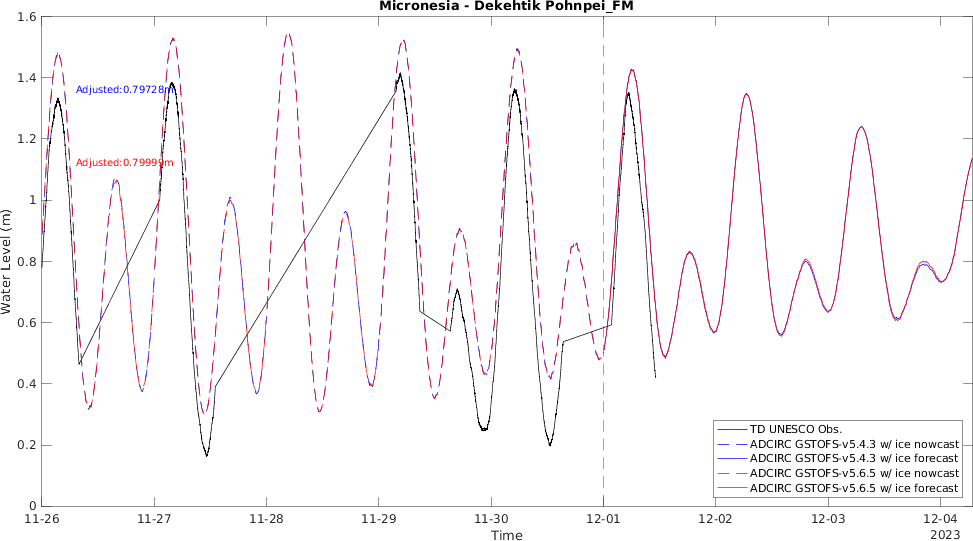 Micronesia - Dekehtik Pohnpei_FM
Water Level (m)
1.6
1.4
1.2
1
0.8
0.6
0.4
0.2
0
Adjusted:0.79728m
Adjusted:0.79999m
TD UNESCO Obs.
ADCIRC GSTOFS-v5.4.3 w/ ice nowcast
ADCIRC GSTOFS-v5.4.3 w/ ice forecast
ADCIRC GSTOFS-v5.6.5 w/ ice nowcast
ADCIRC GSTOFS-v5.6.5 w/ ice forecast
11-26 11-27 11-28 11-29 11-30 12-01 12-02 12-03 12-04
Time
2023